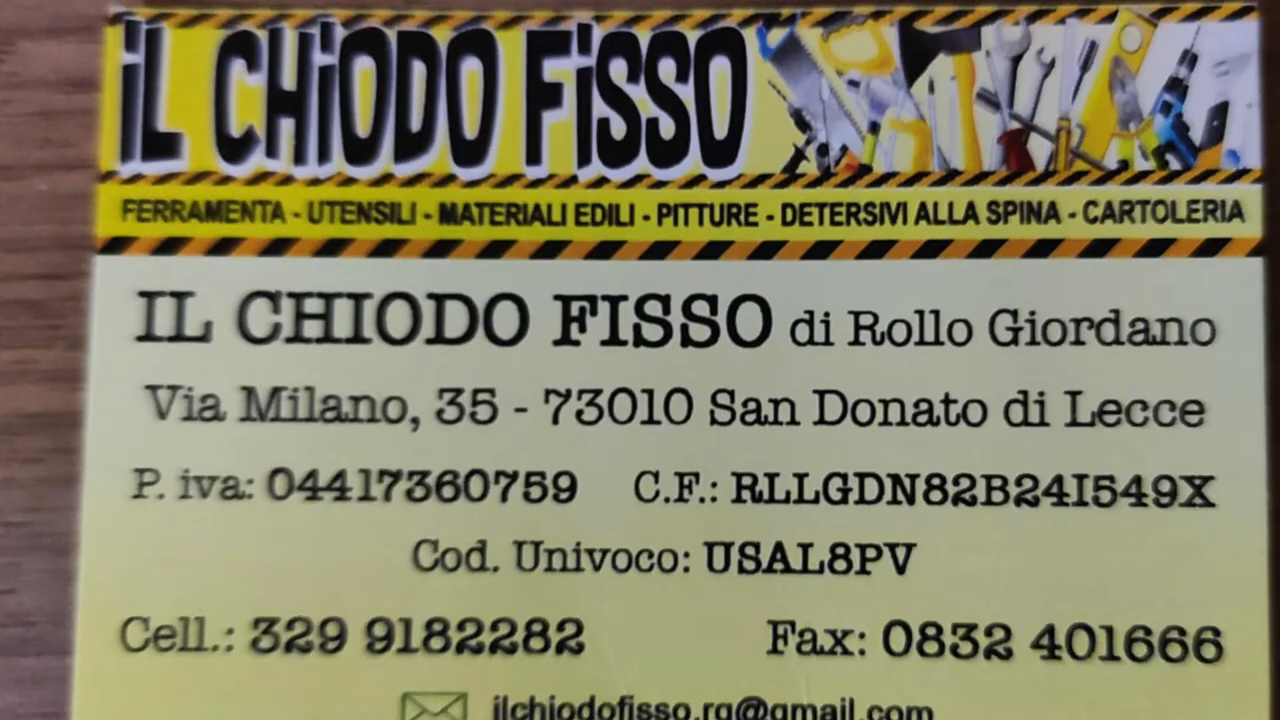 iL CHiODO FiSSO
FERRAMENTA - UTENSILI - MATERIALI EDILI - PITTURE - DETERSIVI ALLA SPINA - CARTOLERIA
IL CHIODO FISSO di Rollo Giordano
Via Milano, 35 - 73010 San Donato di Lecce
P. iva: 04417360759 C.F.: RLLGDN82B24I549X
Cod. Univoco: USAL8PV
Cell.: 329 9182282 Fax: 0832 401666
ilchiodofisso.rg@gmail.com